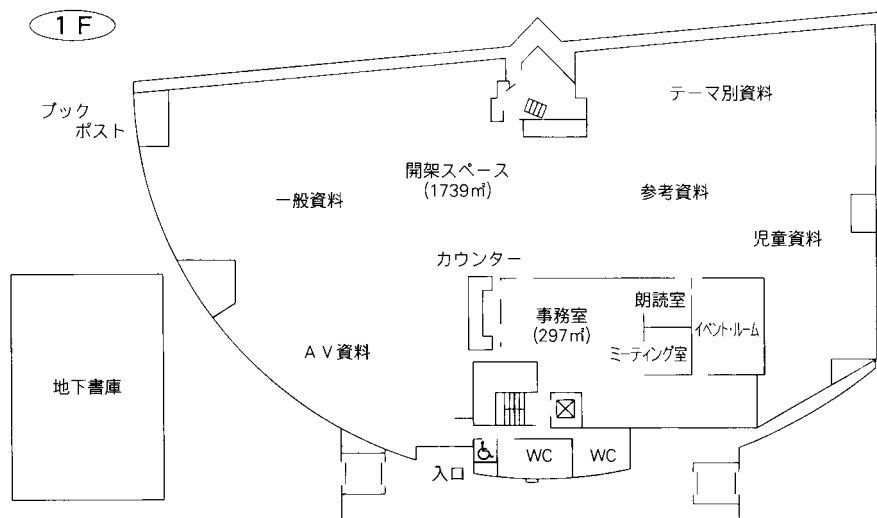 1F
ブック
ポスト
テーマ別資料
開架スペース
(1739㎡)
一般資料
参考資料
児童資料
カウンター
朗読室
事務室
(297㎡)
イベント・ルーム
ミーティング室
AV資料
地下書庫
入口
WC
WC